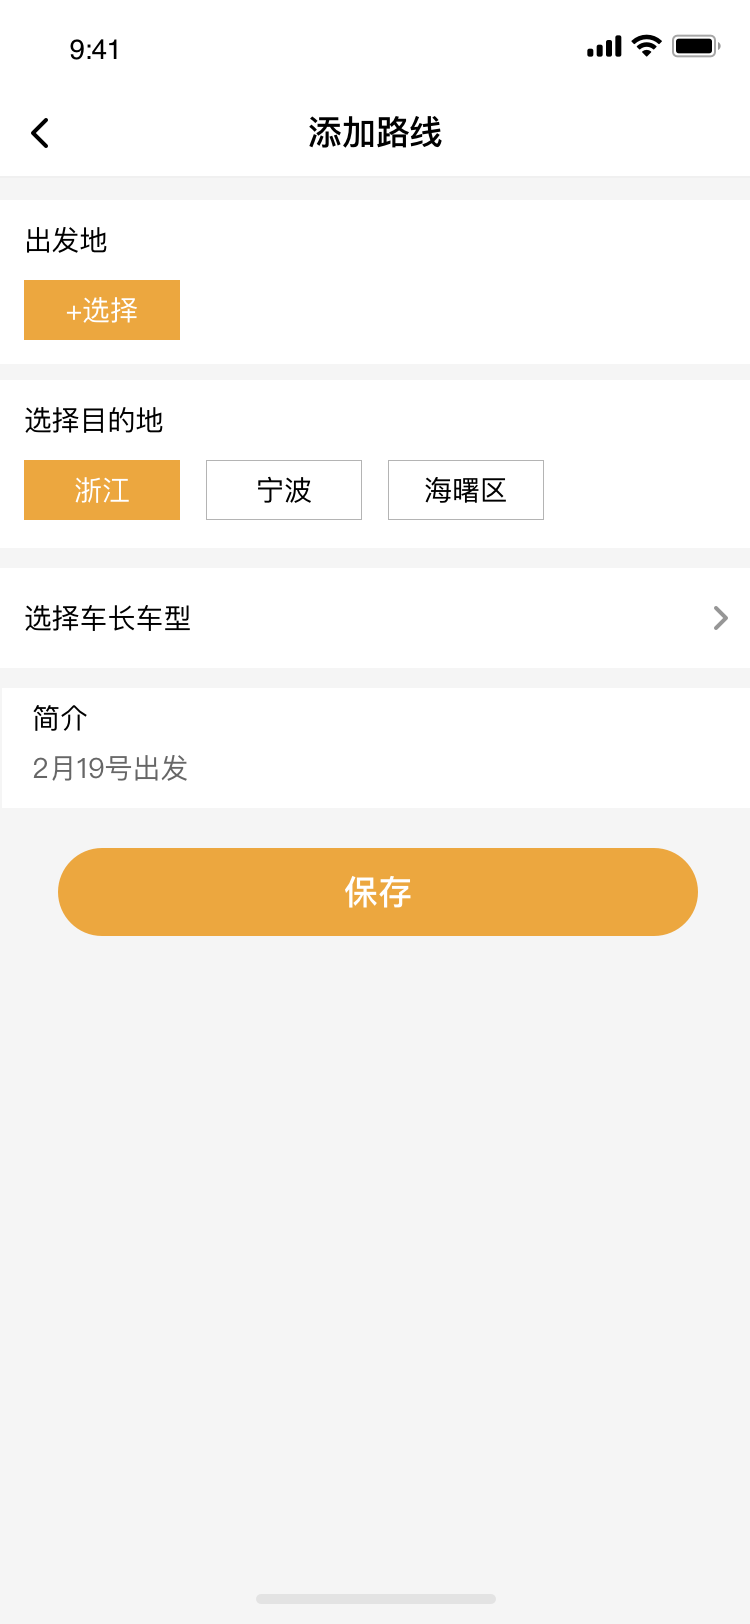 9:41
添加路线
出发地
+选择
选择目的地
浙江 宁波 海曙区
选择车长车型
简介
2月19号出发
保存